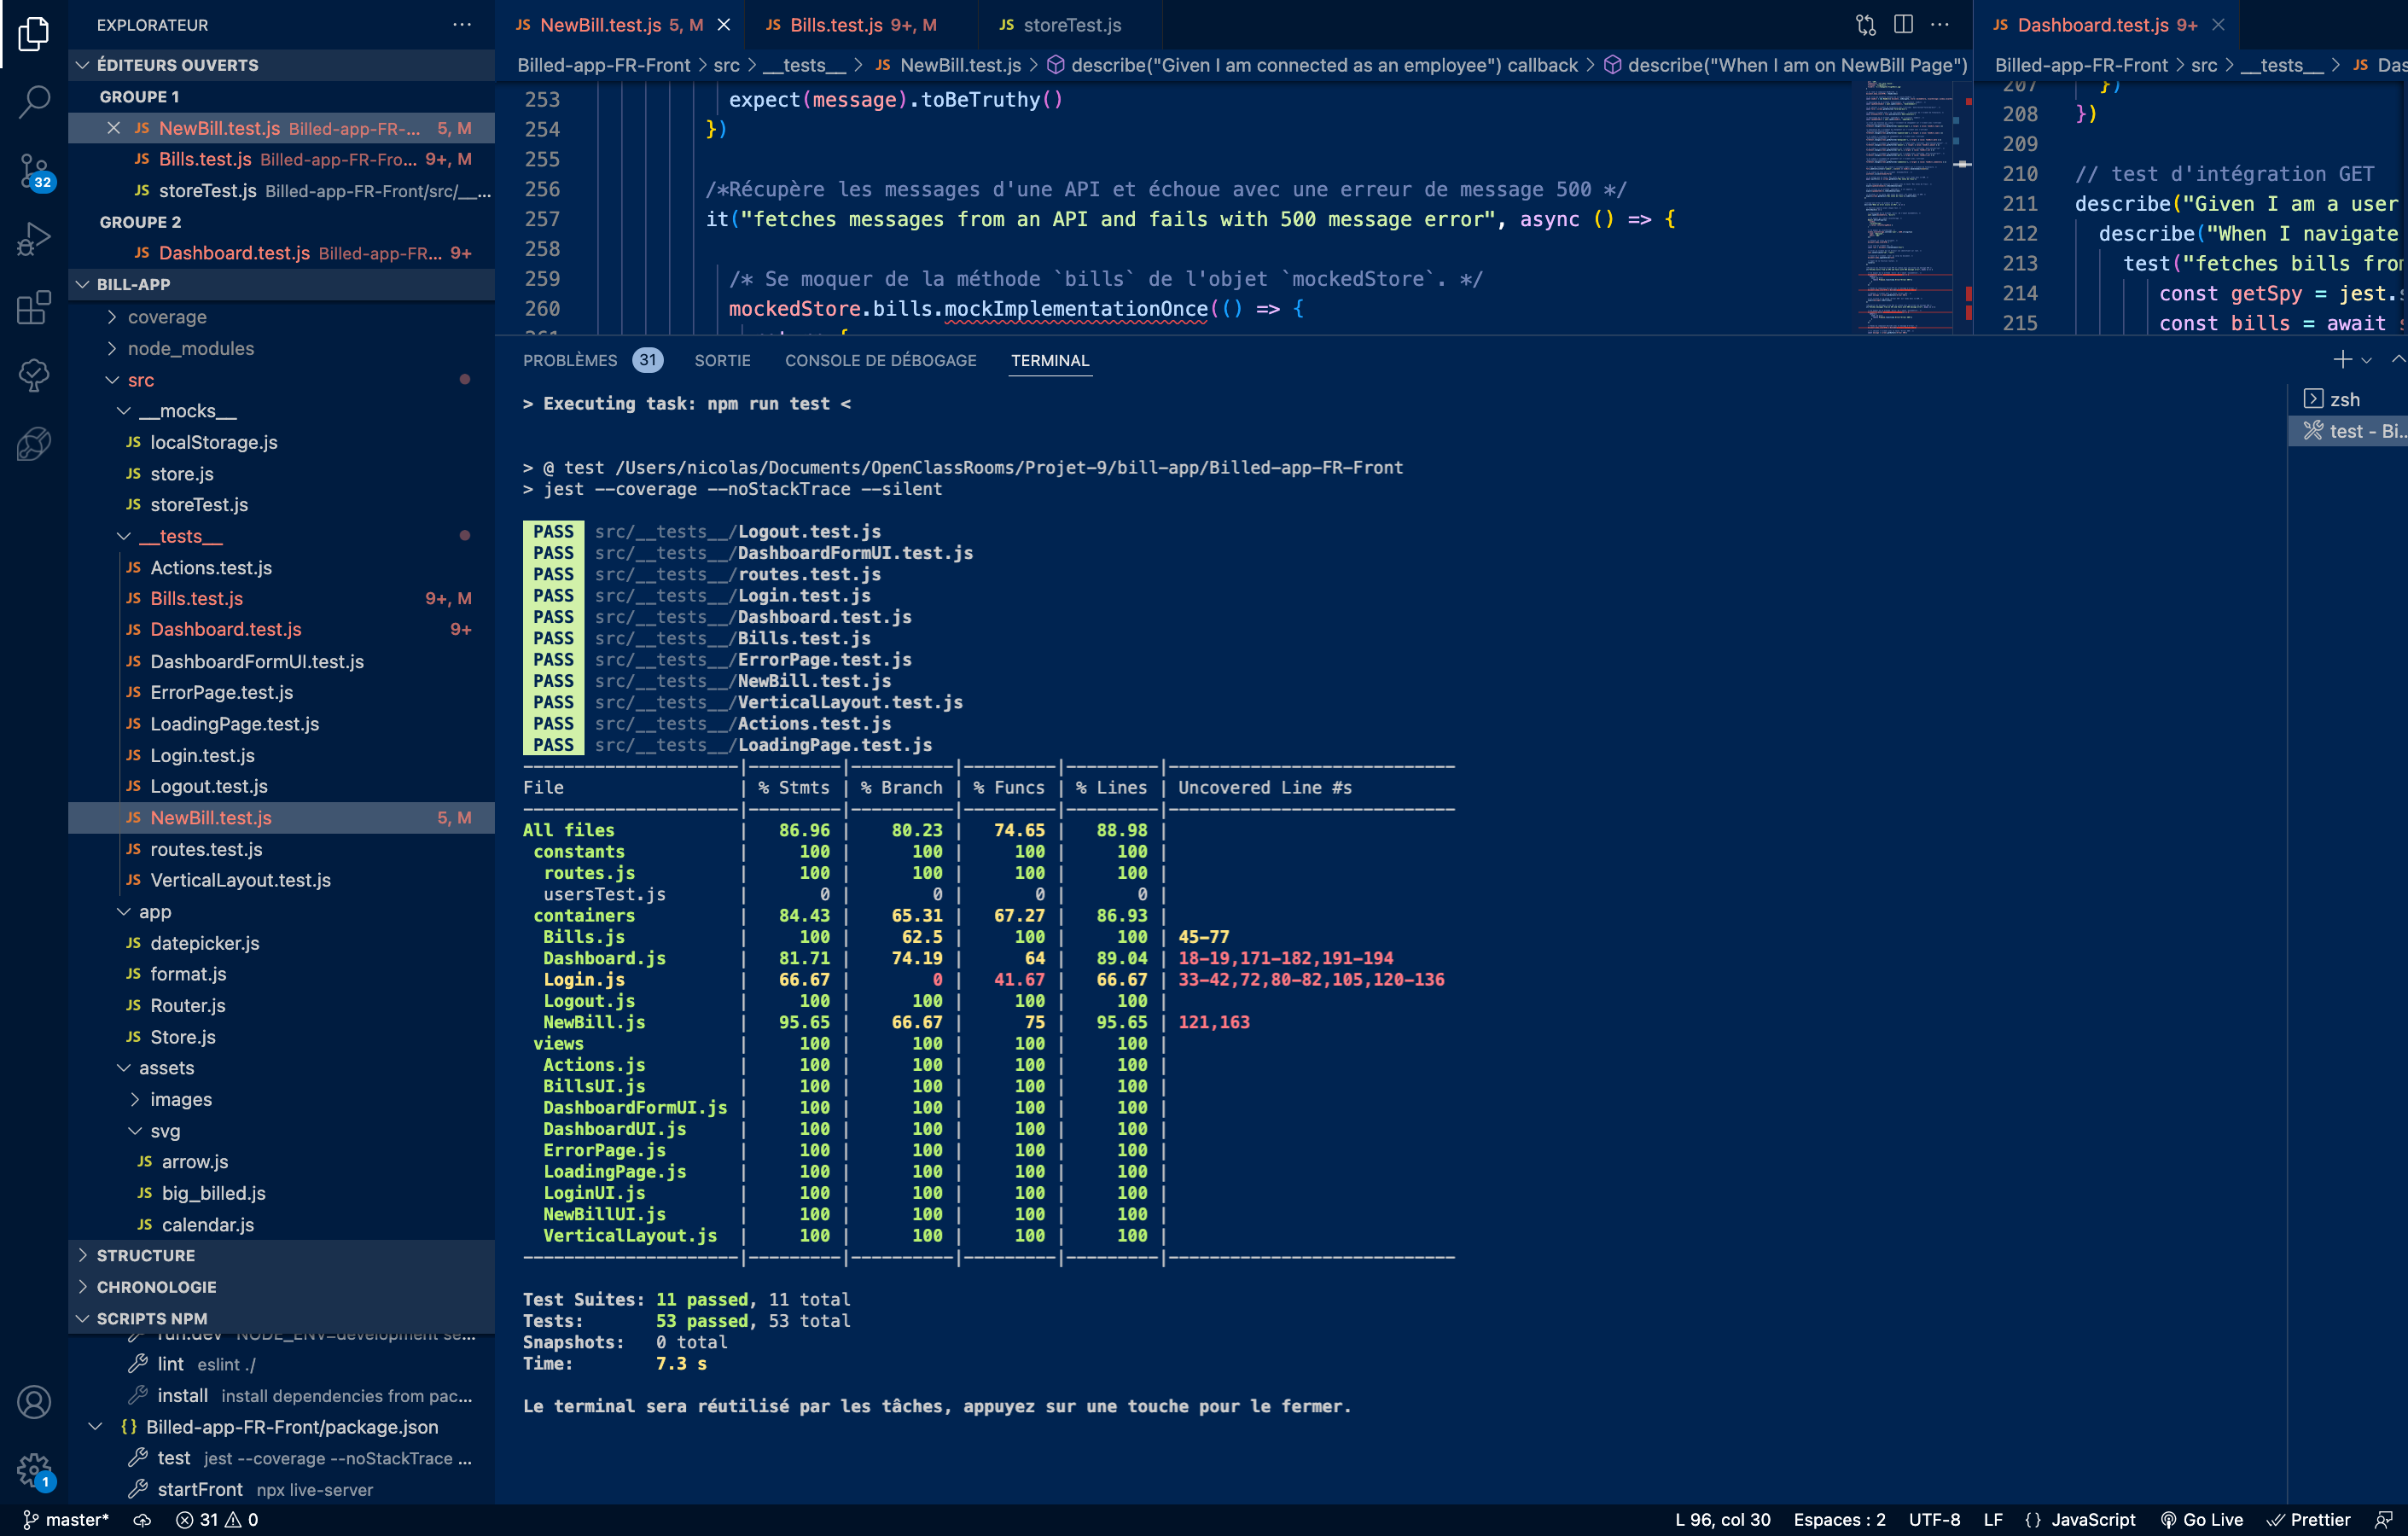 EXPLORATEUR
ÉDITEURS OUVERTS
GROUPE 1
JS NewBill.test.js Billed-app-FR-... 5, M
JS Bills.test.js Billed-app-FR-Fro... 9+, M
JS storeTest.js Billed-app-FR-Front/src/__...
GROUPE 2
JS Dashboard.test.js Billed-app-FR... 9+
BILL-APP
coverage
node_modules
src
__mocks__
JS localStorage.js
JS store.js
JS storeTest.js
__tests__
JS Actions.test.js
JS Bills.test.js 9+, M
JS Dashboard.test.js 9+
JS DashboardFormUI.test.js
JS ErrorPage.test.js
JS LoadingPage.test.js
JS Login.test.js
JS Logout.test.js
JS NewBill.test.js 5, M
JS routes.test.js
JS VerticalLayout.test.js
app
JS datepicker.js
JS format.js
JS Router.js
JS Store.js
assets
images
svg
JS arrow.js
JS big_billed.js
JS calendar.js
STRUCTURE
CHRONOLOGIE
SCRIPTS NPM
run:dev NODE_ENV=development se...
lint eslint ./
install install dependencies from pac...
{} Billed-app-FR-Front/package.json
test jest --coverage --noStackTrace ...
startFront npx live-server
32
1
JS NewBill.test.js 5, M
JS Bills.test.js 9+, M
JS storeTest.js
Billed-app-FR-Front > src > __tests__ > JS NewBill.test.js > describe("Given I am connected as an employee") callback > describe("When I am on NewBill Page")
253 expect(message).toBeTruthy()
254 })
255
256 /*Récupère les messages d'une API et échoue avec une erreur de message 500 */
257 it("fetches messages from an API and fails with 500 message error", async () => {
258
259 /* Se moquer de la méthode `bills` de l'objet `mockedStore`. */
260 mockedStore.bills.mockImplementationOnce(() => {
261 return {
JS Dashboard.test.js 9+
Billed-app-FR-Front > src > __tests__ > JS Das
207 })
208 })
209
210 // test d'intégration GET
211 describe("Given I am a user
212 describe("When I navigate
213 test("fetches bills fro
214 const getSpy = jest.s
215 const bills = await s
PROBLÈMES 31 SORTIE CONSOLE DE DÉBOGAGE TERMINAL
zsh
test - Bi...
> Executing task: npm run test <
> @ test /Users/nicolas/Documents/OpenClassRooms/Projet-9/bill-app/Billed-app-FR-Front
> jest --coverage --noStackTrace --silent
PASS src/__tests__/Logout.test.js
PASS src/__tests__/DashboardFormUI.test.js
PASS src/__tests__/routes.test.js
PASS src/__tests__/Login.test.js
PASS src/__tests__/Dashboard.test.js
PASS src/__tests__/Bills.test.js
PASS src/__tests__/ErrorPage.test.js
PASS src/__tests__/NewBill.test.js
PASS src/__tests__/VerticalLayout.test.js
PASS src/__tests__/Actions.test.js
PASS src/__tests__/LoadingPage.test.js
File | % Stmts | % Branch | % Funcs | % Lines | Uncovered Line #s
All files | 86.96 | 80.23 | 74.65 | 88.98 |
constants | 100 | 100 | 100 | 100 |
routes.js | 100 | 100 | 100 | 100 |
usersTest.js | 0 | 0 | 0 | 0 |
containers | 84.43 | 65.31 | 67.27 | 86.93 |
Bills.js | 100 | 62.5 | 100 | 100 | 45-77
Dashboard.js | 81.71 | 74.19 | 64 | 89.04 | 18-19,171-182,191-194
Login.js | 66.67 | 0 | 41.67 | 66.67 | 33-42,72,80-82,105,120-136
Logout.js | 100 | 100 | 100 | 100 |
NewBill.js | 95.65 | 66.67 | 75 | 95.65 | 121,163
views | 100 | 100 | 100 | 100 |
Actions.js | 100 | 100 | 100 | 100 |
BillsUI.js | 100 | 100 | 100 | 100 |
DashboardFormUI.js | 100 | 100 | 100 | 100 |
DashboardUI.js | 100 | 100 | 100 | 100 |
ErrorPage.js | 100 | 100 | 100 | 100 |
LoadingPage.js | 100 | 100 | 100 | 100 |
LoginUI.js | 100 | 100 | 100 | 100 |
NewBillUI.js | 100 | 100 | 100 | 100 |
VerticalLayout.js | 100 | 100 | 100 | 100 |
Test Suites: 11 passed, 11 total
Tests: 53 passed, 53 total
Snapshots: 0 total
Time: 7.3 s
Le terminal sera réutilisé par les tâches, appuyez sur une touche pour le fermer.
master* 31 0 L 96, col 30 Espaces : 2 UTF-8 LF {} JavaScript Go Live Prettier